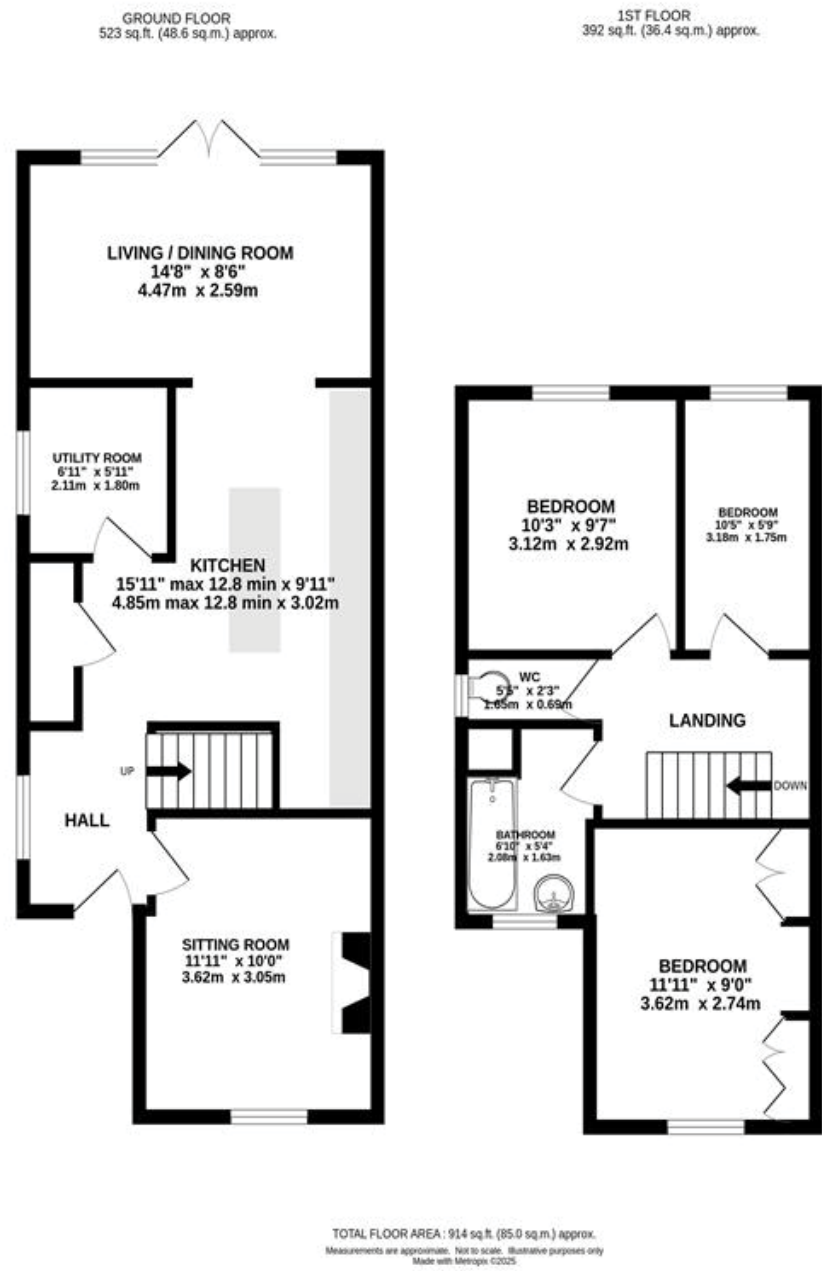 GROUND FLOOR
523 sq.ft. (48.6 sq.m.) approx.
1ST FLOOR
392 sq.ft. (36.4 sq.m.) approx.
LIVING / DINING ROOM
14'8" x 8'6"
4.47m x 2.59m
UTILITY ROOM
6'11" x 5'11"
2.11m x 1.80m
KITCHEN
15'11" max 12.8 min x 9'11"
4.85m max 12.8 min x 3.02m
UP
HALL
SITTING ROOM
11'11" x 10'0"
3.62m x 3.05m
BEDROOM
10'3" x 9'7"
3.12m x 2.92m
BEDROOM
10'5" x 5'9"
3.18m x 1.75m
WC
5'5" x 2'3"
1.65m x 0.69m
LANDING
DOWN
BATHROOM
6'10" x 5'4"
2.08m x 1.63m
BEDROOM
11'11" x 9'0"
3.62m x 2.74m
TOTAL FLOOR AREA : 914 sq.ft. (85.0 sq.m.) approx.
Measurements are approximate. Not to scale. Illustrative purposes only
Made with Metropix ©2025